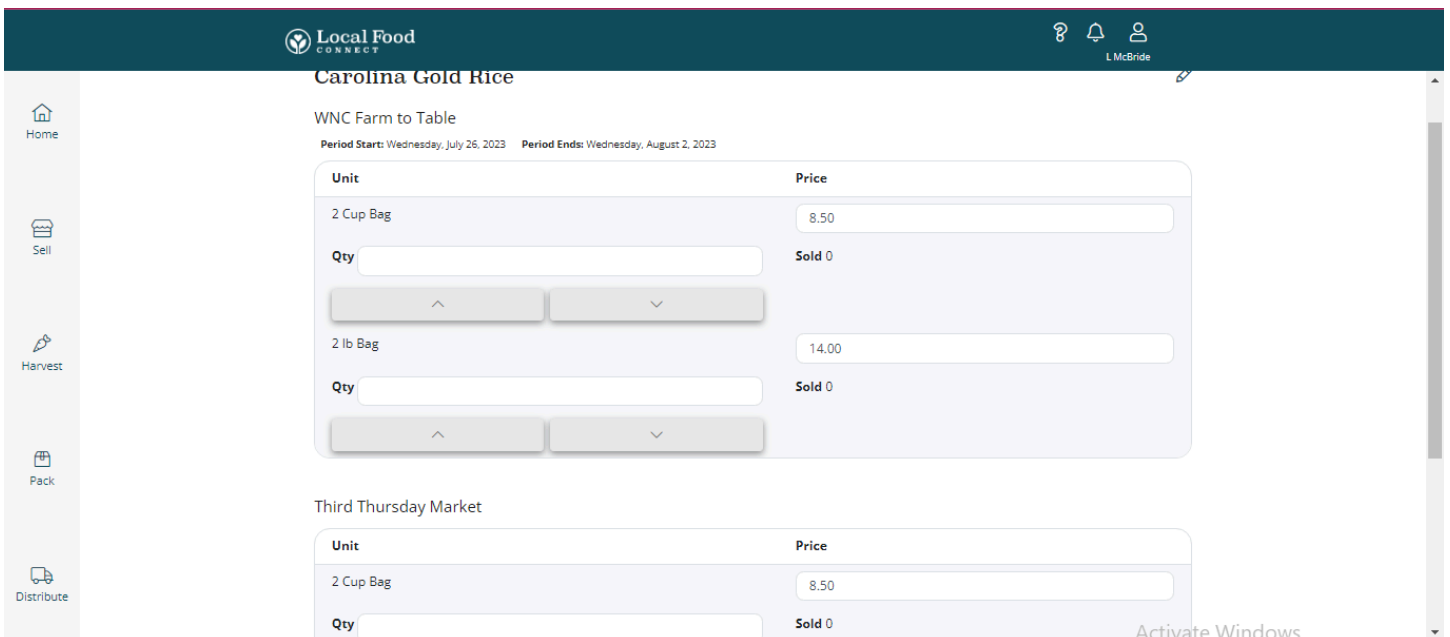 Local Food
CONNECT
L McBride
Carolina Gold Rice
Home
WNC Farm to Table
Period Start: Wednesday, July 26, 2023 Period Ends: Wednesday, August 2, 2023
Unit Price
2 Cup Bag 8.50
Sell
Qty Sold 0
2 lb Bag 14.00
Harvest
Qty Sold 0
Pack
Third Thursday Market
Unit Price
2 Cup Bag 8.50
Distribute
Qty Sold 0
Activate Windows